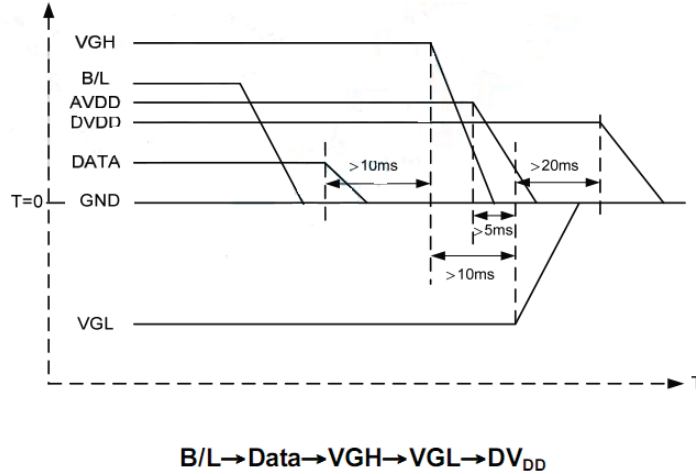 VGH
B/L
AVDD
DVDD
DATA
>10ms
>20ms
T=0
GND
>5ms
>10ms
VGL
T
B/L→Data→VGH→VGL→DVDD